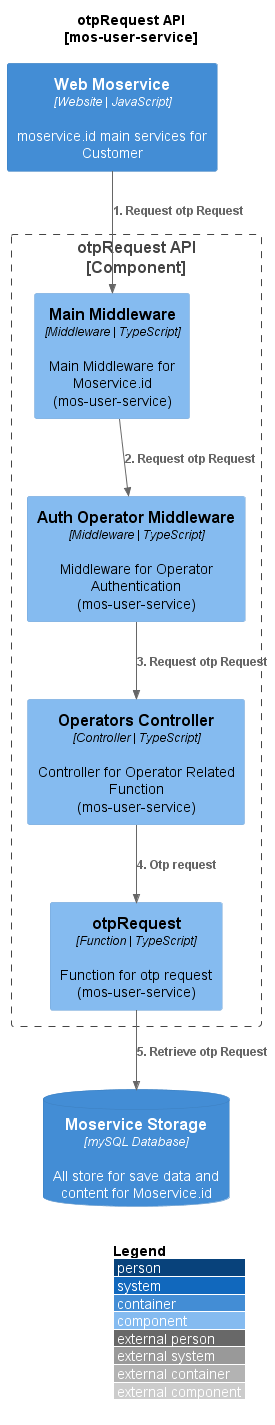 otpRequest API
[mos-user-service]
Web Moservice
[Website | JavaScript]
moservice.id main services for
Customer
1. Request otp Request
otpRequest API
[Component]
Main Middleware
[Middleware | TypeScript]
Main Middleware for
Moservice.id
(mos-user-service)
2. Request otp Request
Auth Operator Middleware
[Middleware | TypeScript]
Middleware for Operator
Authentication
(mos-user-service)
3. Request otp Request
Operators Controller
[Controller | TypeScript]
Controller for Operator Related
Function
(mos-user-service)
4. Otp request
otpRequest
[Function | TypeScript]
Function for otp request
(mos-user-service)
5. Retrieve otp Request
Moservice Storage
[mySQL Database]
All store for save data and
content for Moservice.id
Legend
person
system
container
component
external person
external system
external container
external component